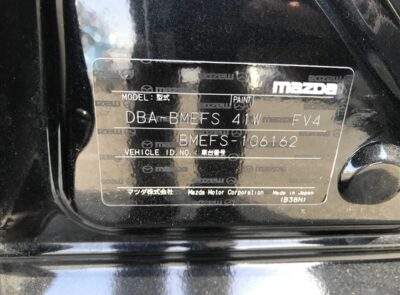 mazda
MODEL:型式 PAINT
DBA-BMEFS 41W FV4
BMEFS-106162
VEHICLE ID.NO.:車台番号
マツダ株式会社 Mazda Motor Corporation Made in Japan
(B38N)